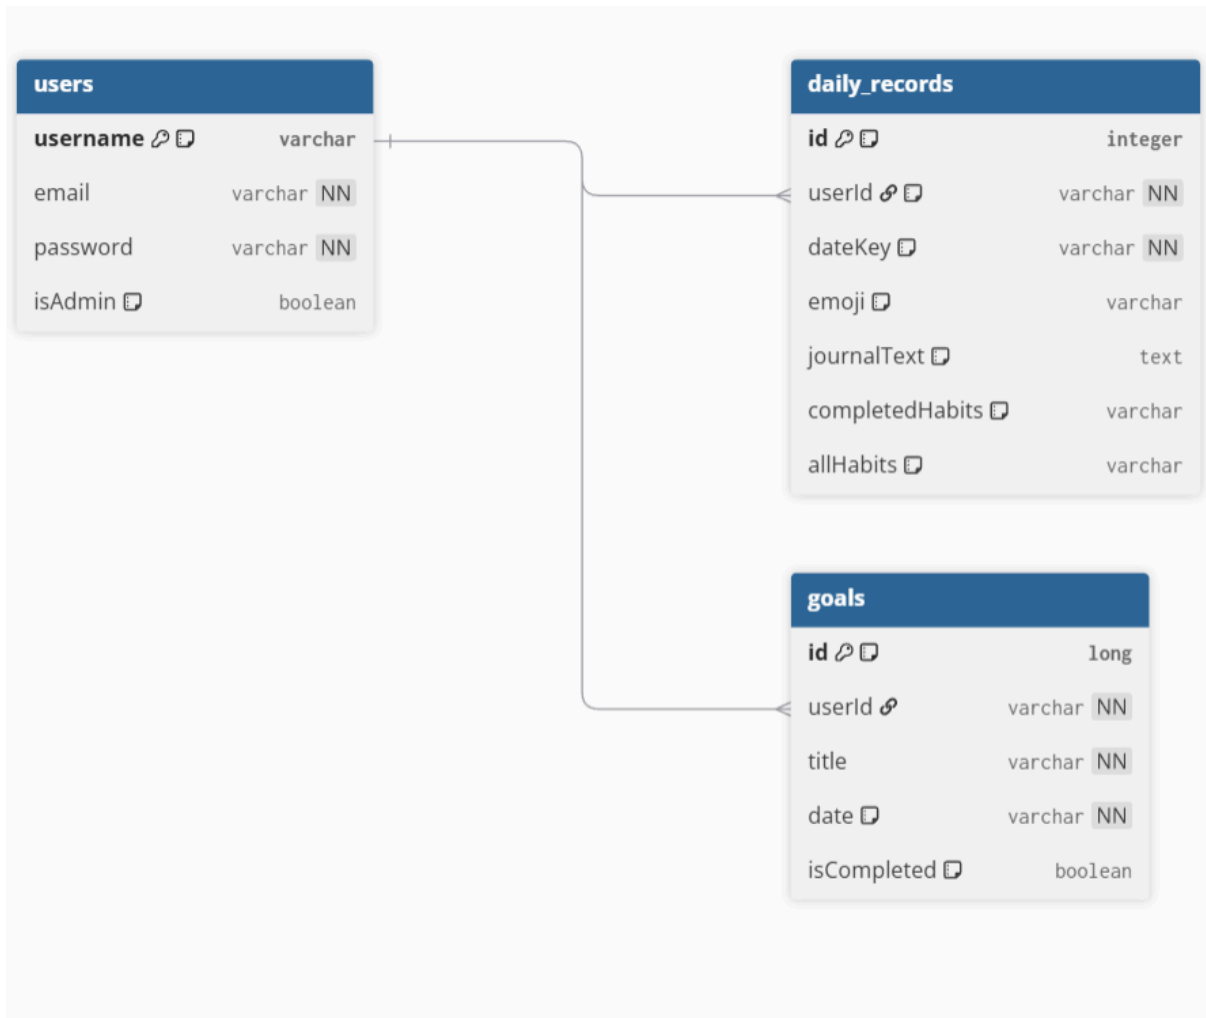 users
username varchar
email varchar NN
password varchar NN
isAdmin boolean
daily_records
id integer
userId varchar NN
dateKey varchar NN
emoji varchar
journalText text
completedHabits varchar
allHabits varchar
goals
id long
userId varchar NN
title varchar NN
date varchar NN
isCompleted boolean